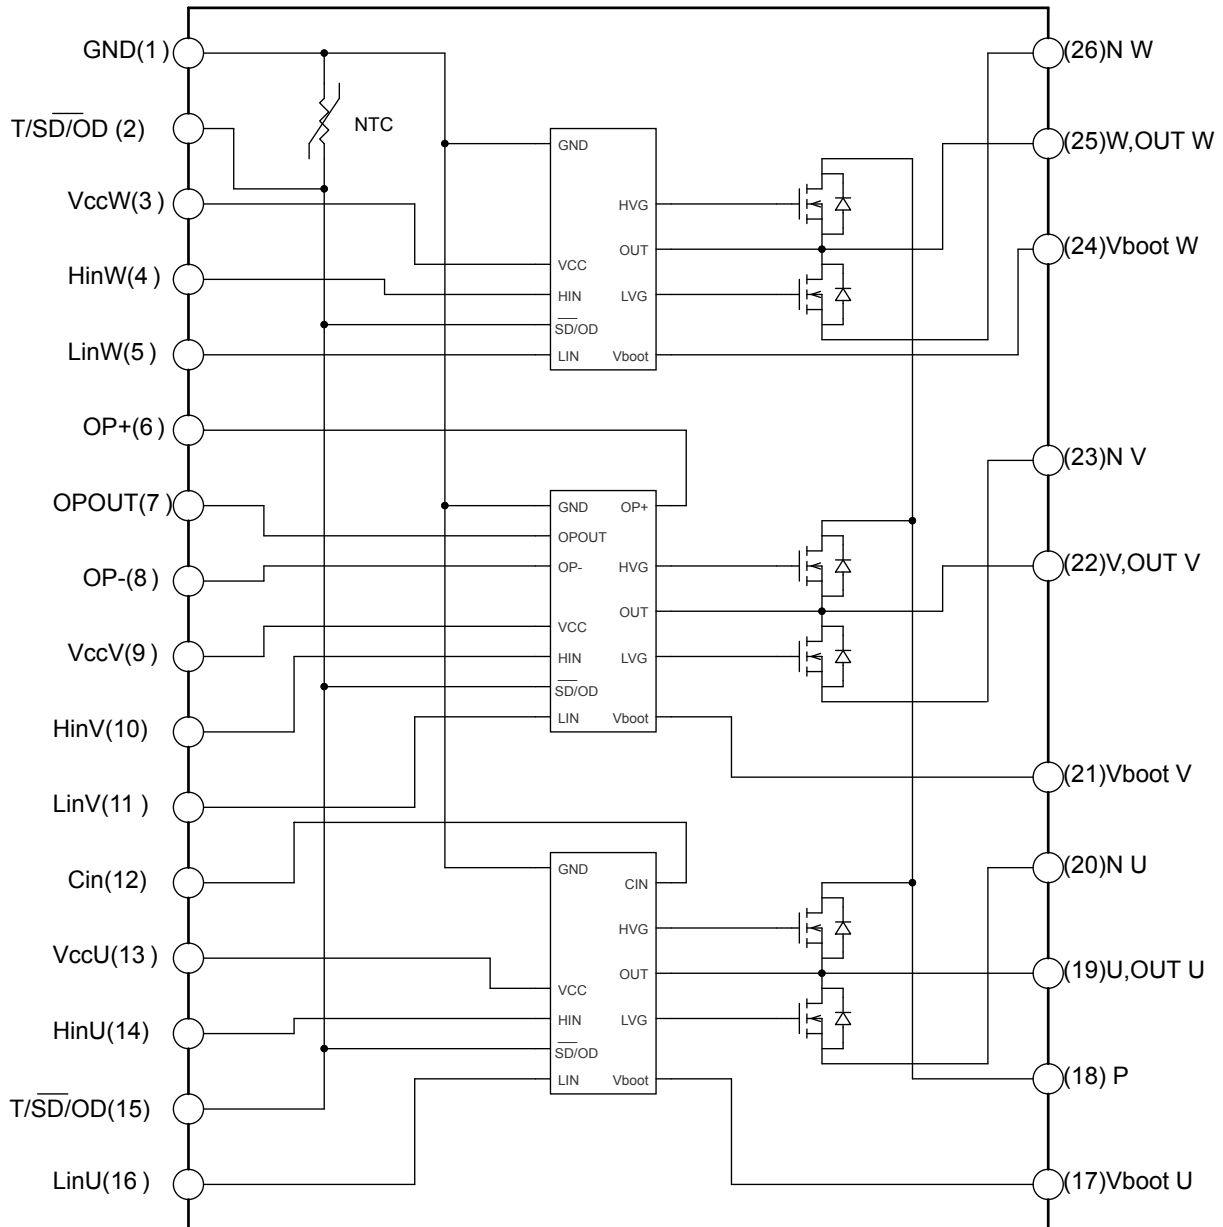 GND(1)
T/SD/OD (2)
VccW(3)
HinW(4)
LinW(5)
OP+(6)
OPOUT(7)
OP-(8)
VccV(9)
HinV(10)
LinV(11)
Cin(12)
VccU(13)
HinU(14)
T/SD/OD(15)
LinU(16)
NTC
GND
HVG
OUT
VCC
HIN
LVG
SD/OD
LIN
Vboot
GND
OP+
OPOUT
OP-
HVG
OUT
VCC
HIN
LVG
SD/OD
LIN
Vboot
GND
CIN
HVG
OUT
VCC
HIN
LVG
SD/OD
LIN
Vboot
(26)N W
(25)W,OUT W
(24)Vboot W
(23)N V
(22)V,OUT V
(21)Vboot V
(20)N U
(19)U,OUT U
(18) P
(17)Vboot U